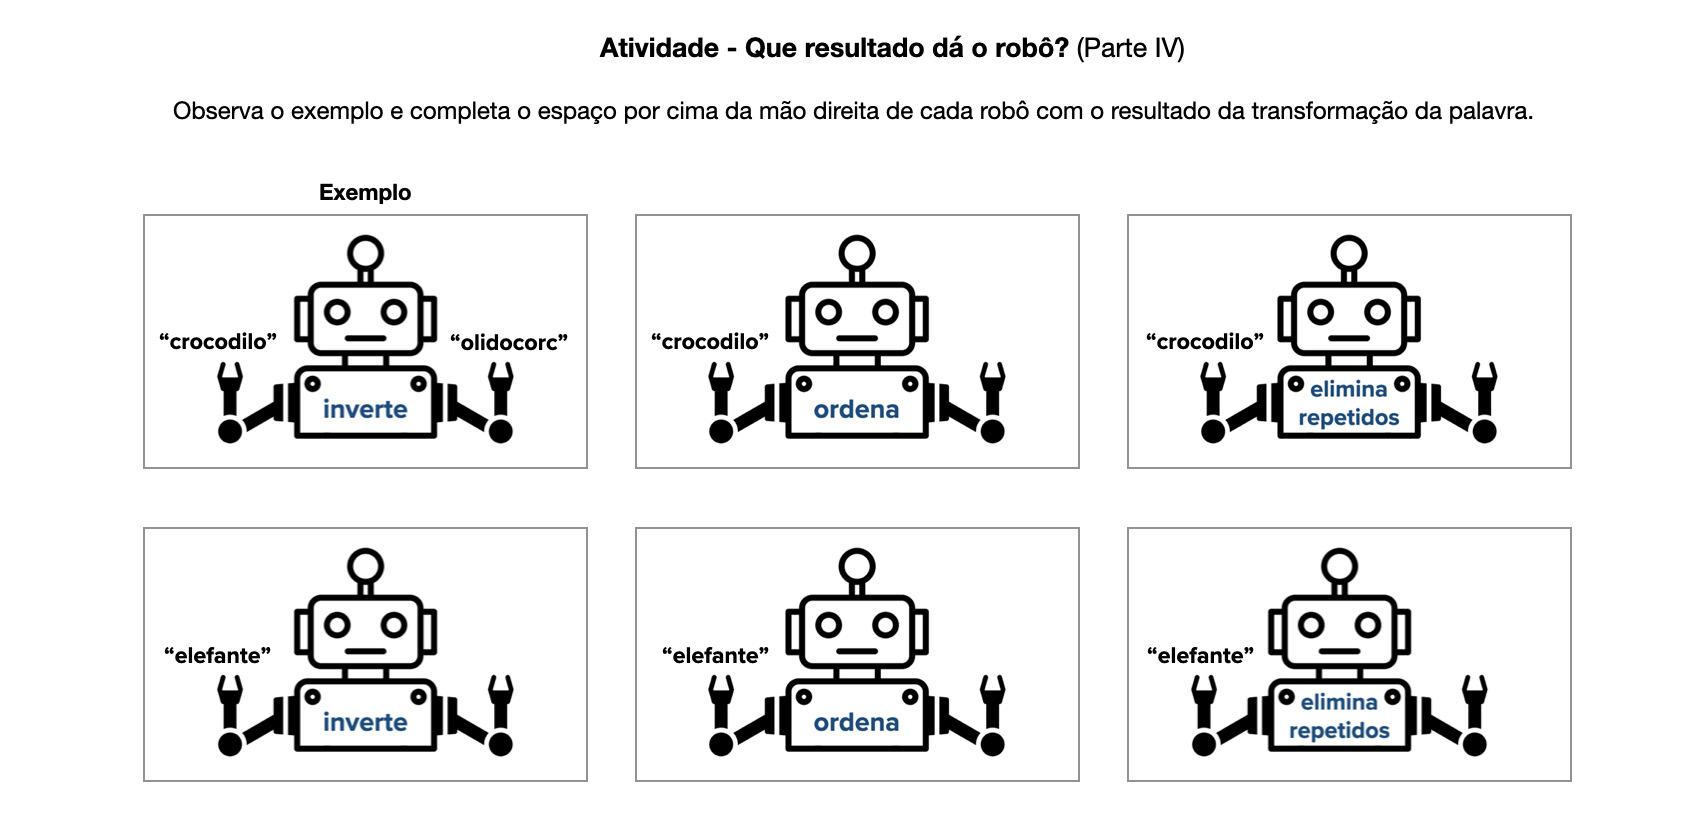 Atividade - Que resultado dá o robô? (Parte IV)
Observa o exemplo e completa o espaço por cima da mão direita de cada robô com o resultado da transformação da palavra.
Exemplo
“crocodilo”
“olidocorc”
inverte
“crocodilo”
ordena
“crocodilo”
elimina
repetidos
“elefante”
inverte
“elefante”
ordena
“elefante”
elimina
repetidos